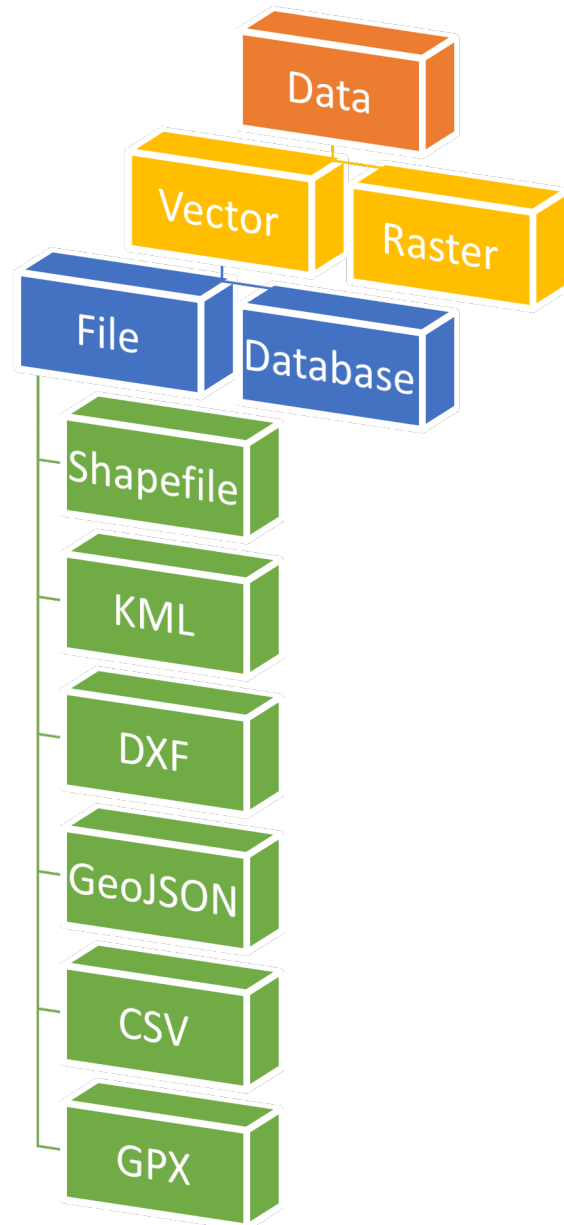 Data
Vector
Raster
File
Database
Shapefile
KML
DXF
GeoJSON
CSV
GPX